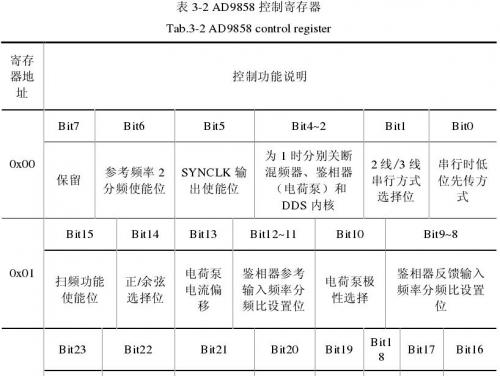 表 3-2 AD9858 控制寄存器
Tab.3-2 AD9858 control register
寄存
器地
址
控制功能说明
0x00
Bit7
Bit6
Bit5
Bit4~2
Bit1
Bit0
保留
参考频率 2
分频使能位
SYNCLK 输
出使能位
为 1 时分别关断
混频器、鉴相器
（电荷泵）和
DDS 内核
2 线/3 线
串行方式
选择位
串行时低
位先传方
式
0x01
Bit15
Bit14
Bit13
Bit12~11
Bit10
Bit9~8
扫频功能
使能位
正/余弦
选择位
电荷泵
电流偏
移
鉴相器参考
输入频率分
频比设置位
电荷泵极
性选择
鉴相器反馈输入
频率分频比设置
位
Bit23
Bit22
Bit21
Bit20
Bit19
Bit1
8
Bit17
Bit16